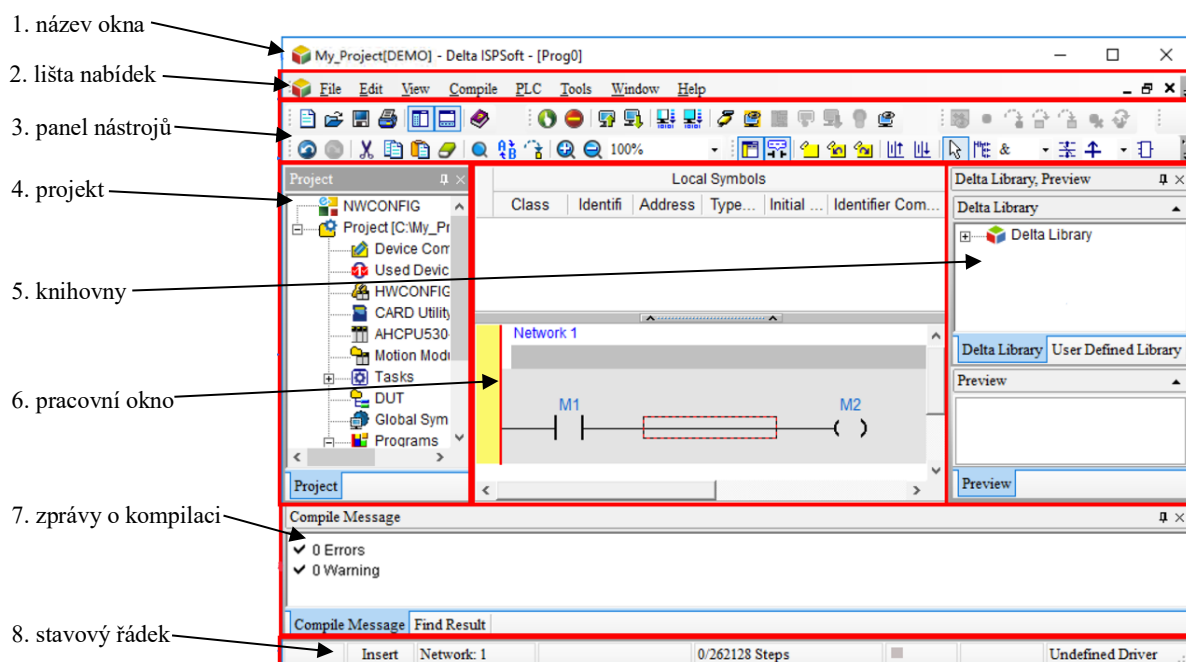 1. název okna
My_Project[DEMO] - Delta ISPSoft - [Prog0]
2. lišta nabídek
File Edit View Compile PLC Tools Window Help
3. panel nástrojů
100%
&
4. projekt
Project
NWCONFIG
Project [C:\My_Pr
Device Com
Used Devic
HWCONFIG
CARD Utility
AHCPU530
Motion Modu
Tasks
DUT
Global Sym
Programs
Project
Local Symbols
Class Identifi Address Type... Initial ... Identifier Com...
Delta Library, Preview
Delta Library
Delta Library
5. knihovny
Delta Library User Defined Library
Preview
Preview
6. pracovní okno
Network 1
M1 M2
7. zprávy o kompilaci
Compile Message
0 Errors
0 Warning
Compile Message Find Result
8. stavový řádek
Insert Network: 1 0/262128 Steps Undefined Driver